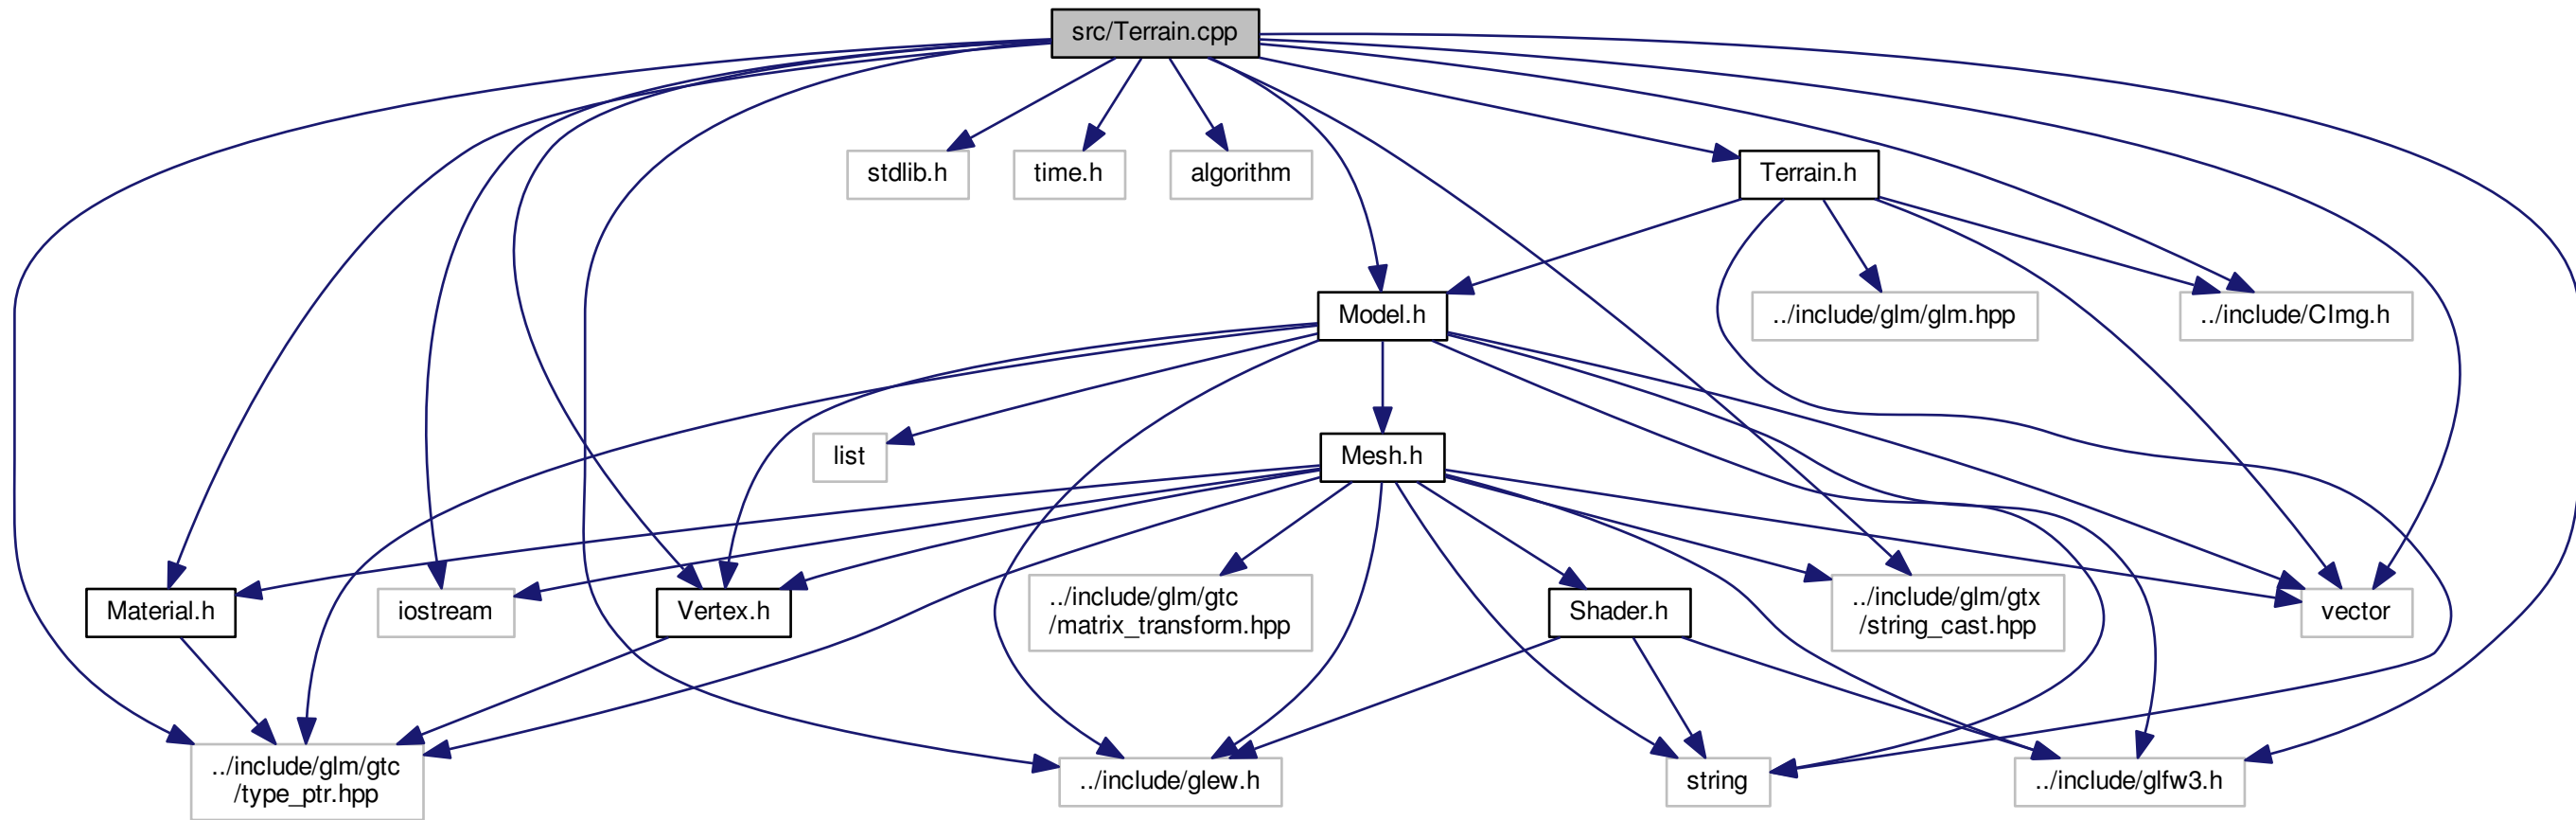 src/Terrain.cpp
stdlib.h
time.h
algorithm
Terrain.h
Model.h
../include/glm/glm.hpp
../include/CImg.h
list
Mesh.h
Material.h
iostream
Vertex.h
../include/glm/gtc
/matrix_transform.hpp
Shader.h
../include/glm/gtx
/string_cast.hpp
vector
../include/glm/gtc
/type_ptr.hpp
../include/glew.h
string
../include/glfw3.h